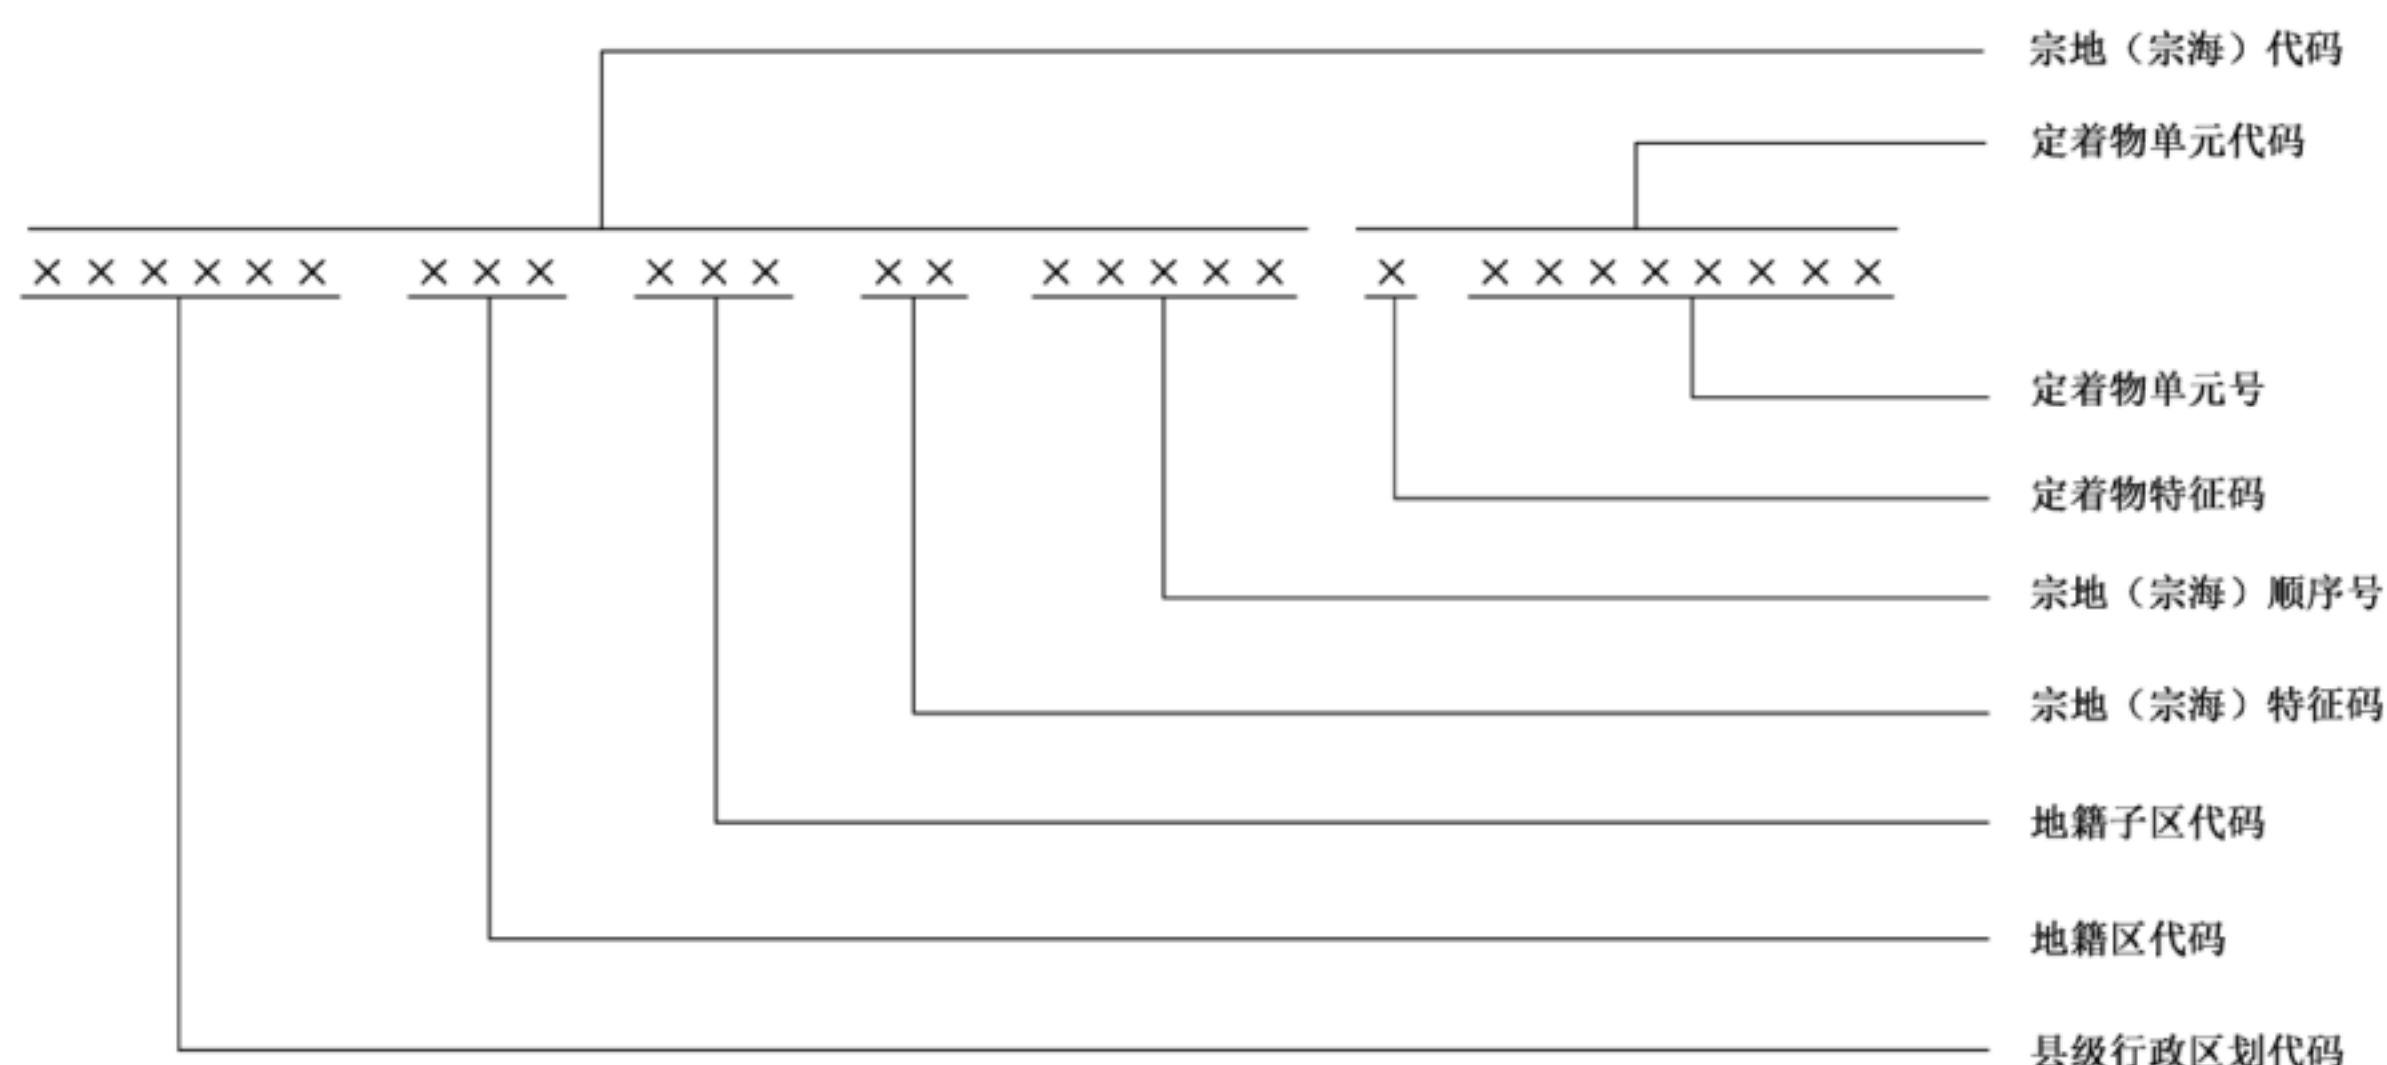 宗地（宗海）代码
定着物单元代码
×××××× ××× ××× ×× ××××× × ××××××××
定着物单元号
定着物特征码
宗地（宗海）顺序号
宗地（宗海）特征码
地籍子区代码
地籍区代码
县级行政区划代码